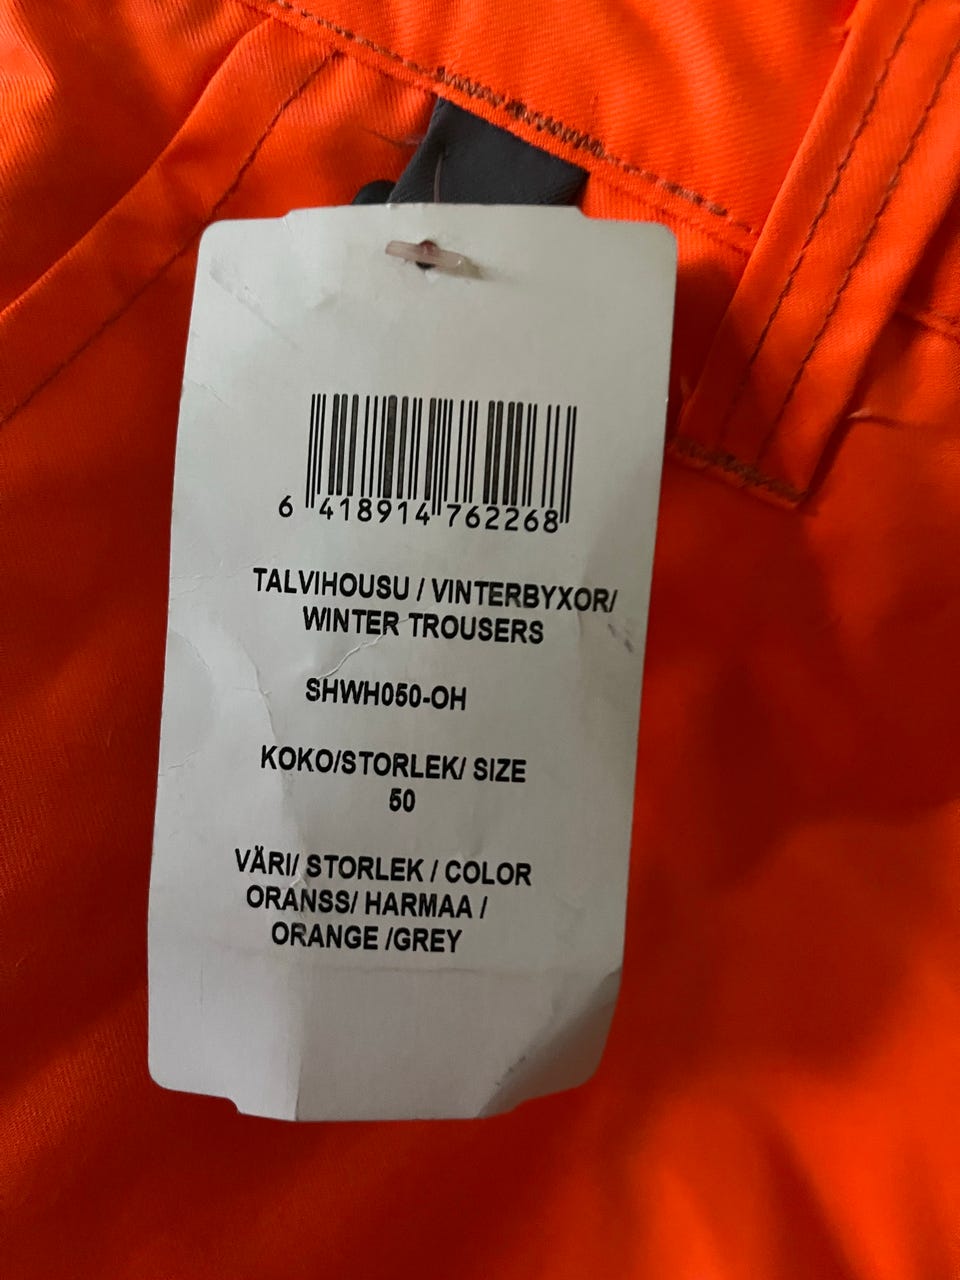 6 418914 762268
TALVIHOUSU / VINTERBYXOR/
WINTER TROUSERS
SHWH050-OH
KOKO/STORLEK/ SIZE
50
VÄRI/ STORLEK / COLOR
ORANSS/ HARMAA /
ORANGE /GREY